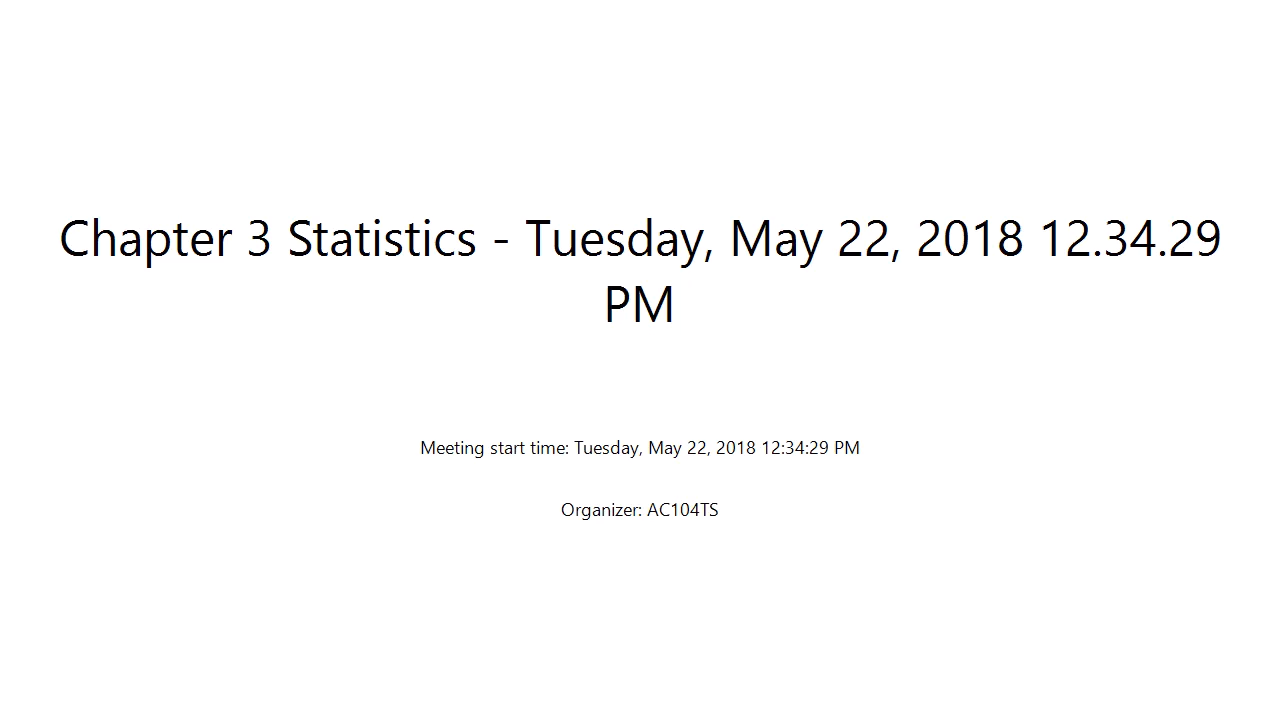 Chapter 3 Statistics - Tuesday, May 22, 2018 12.34.29
PM
Meeting start time: Tuesday, May 22, 2018 12:34:29 PM
Organizer: AC104TS